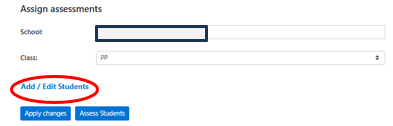 Assign assessments
School:
Class: PP
Add / Edit Students
Apply changes Assess Students